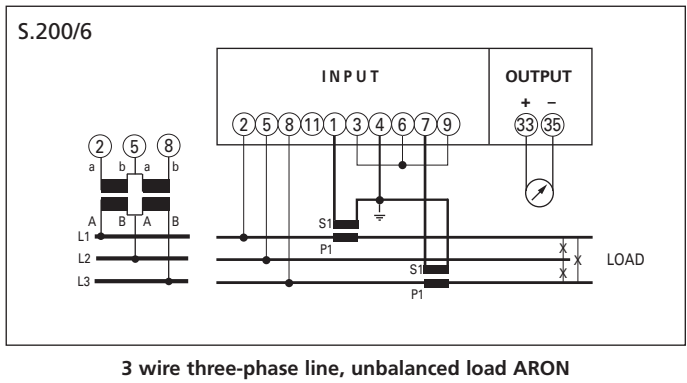 S.200/6
INPUT OUTPUT
+ −
2 5 8 11 1 3 4 6 7 9 33 35
2 5 8
a b a b
A B A B
S1
L1
P1
L2 LOAD
X
X
X
S1
L3
P1
3 wire three-phase line, unbalanced load ARON